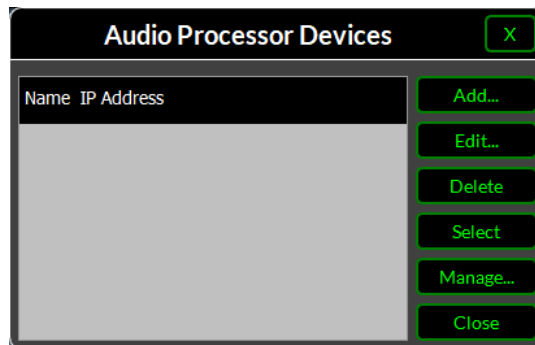 Audio Processor Devices
X
Name IP Address
Add...
Edit...
Delete
Select
Manage...
Close